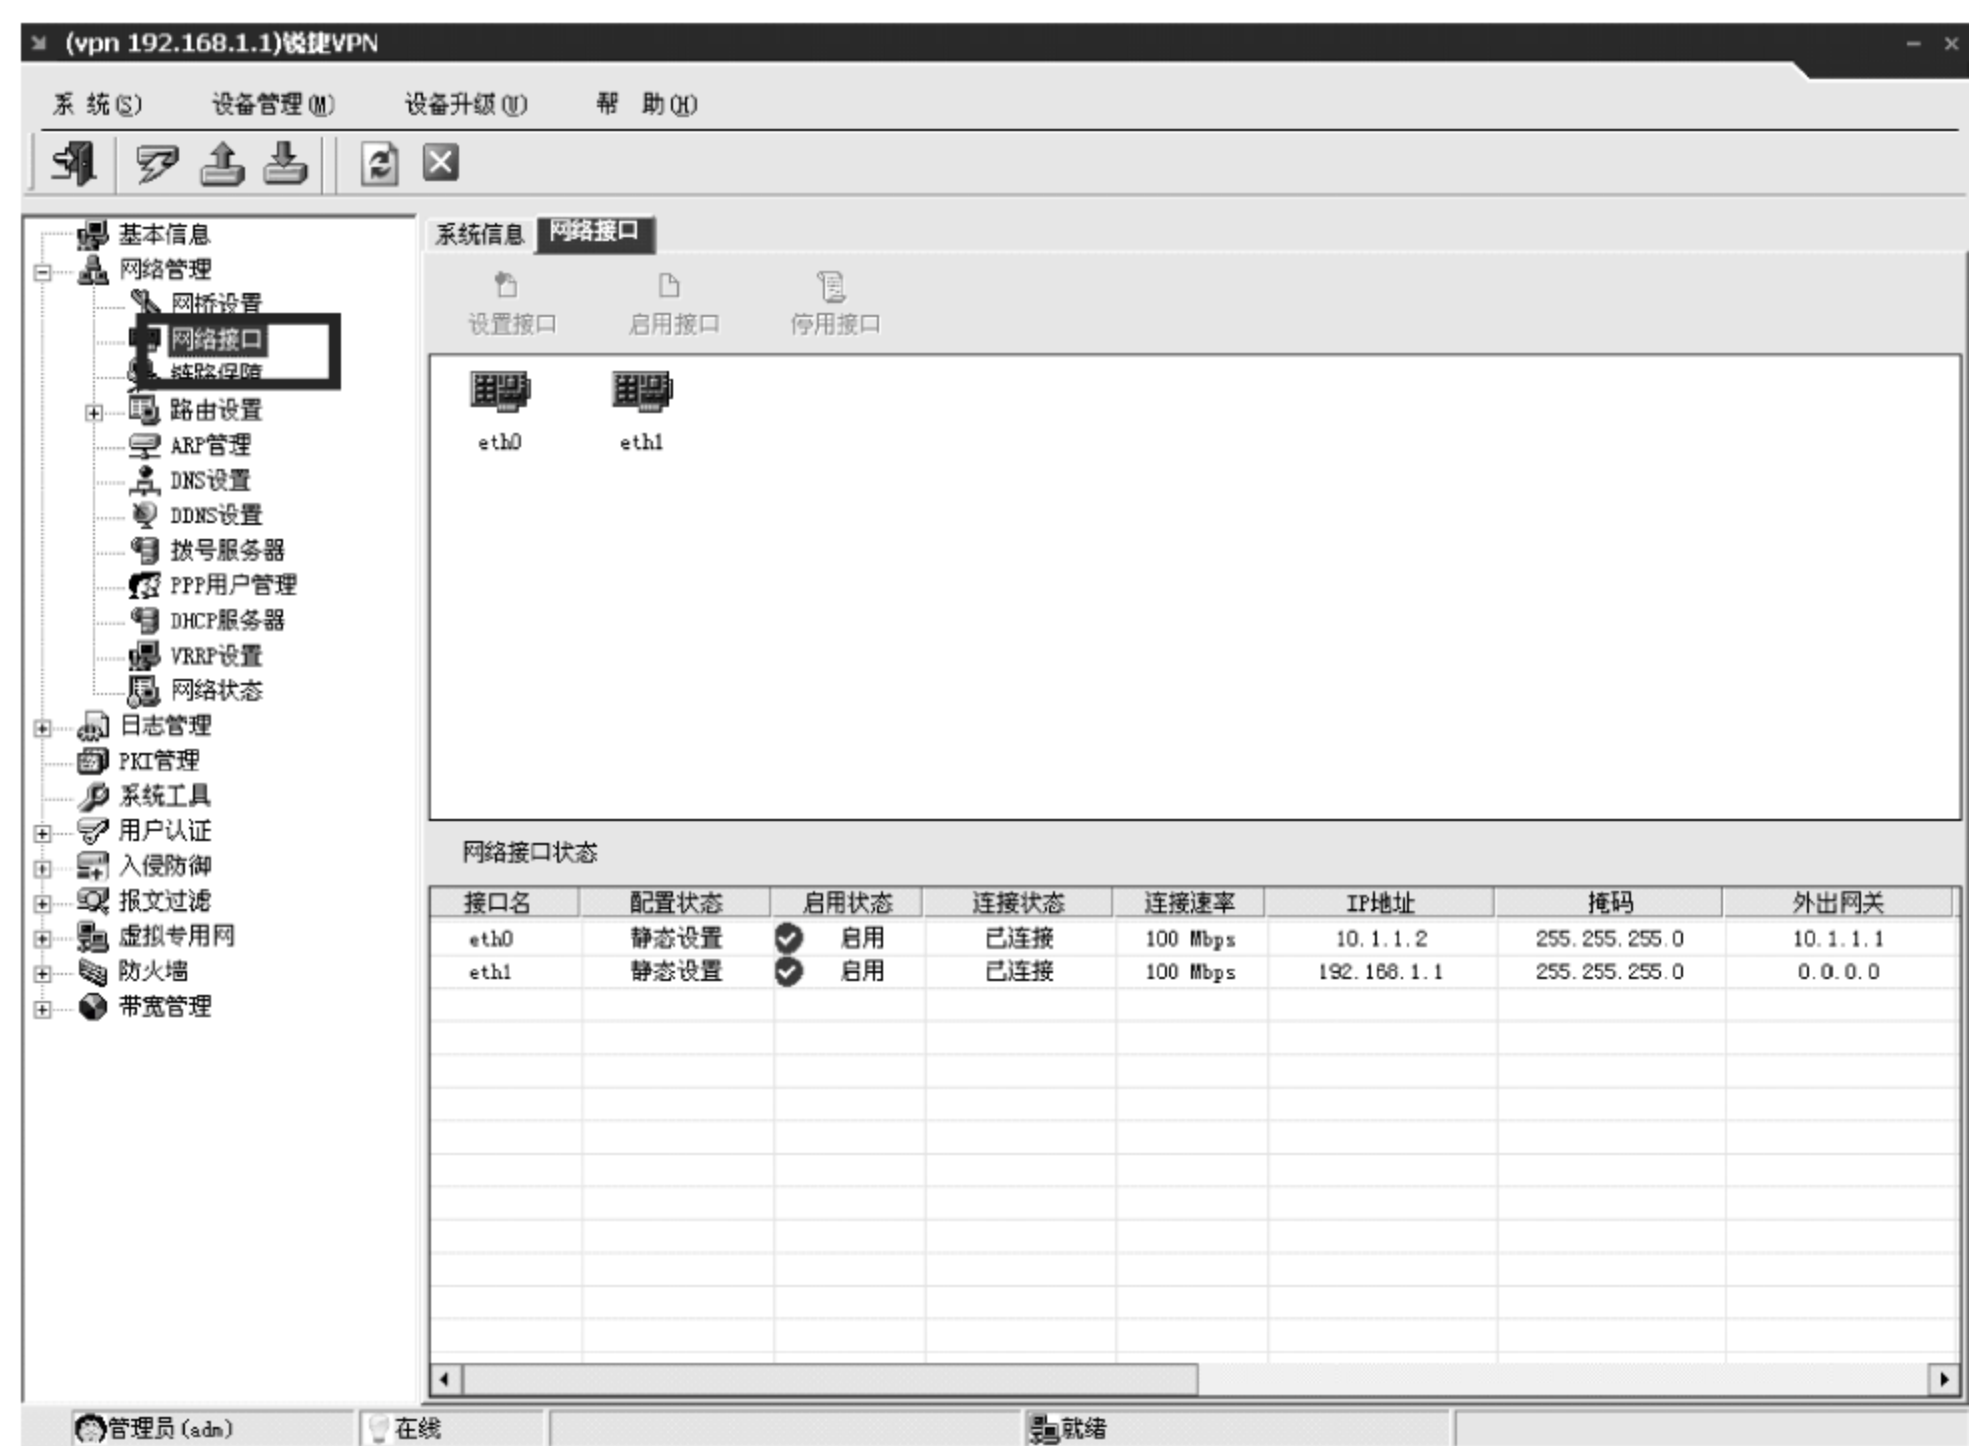 (vpn 192.168.1.1)锐捷VPN
系 统(S) 设备管理(M) 设备升级(U) 帮 助(H)
基本信息
网络管理
网桥设置
网络接口
链路保障
路由设置
ARP管理
DNS设置
DDNS设置
拨号服务器
PPP用户管理
DHCP服务器
VRRP设置
网络状态
日志管理
PKI管理
系统工具
用户认证
入侵防御
报文过滤
虚拟专用网
防火墙
带宽管理
系统信息 网络接口
设置接口 启用接口 停用接口
eth0 eth1
网络接口状态
接口名 配置状态 启用状态 连接状态 连接速率 IP地址 掩码 外出网关
eth0 静态设置 启用 已连接 100 Mbps 10.1.1.2 255.255.255.0 10.1.1.1
eth1 静态设置 启用 已连接 100 Mbps 192.168.1.1 255.255.255.0 0.0.0.0
管理员(adm) 在线 就绪